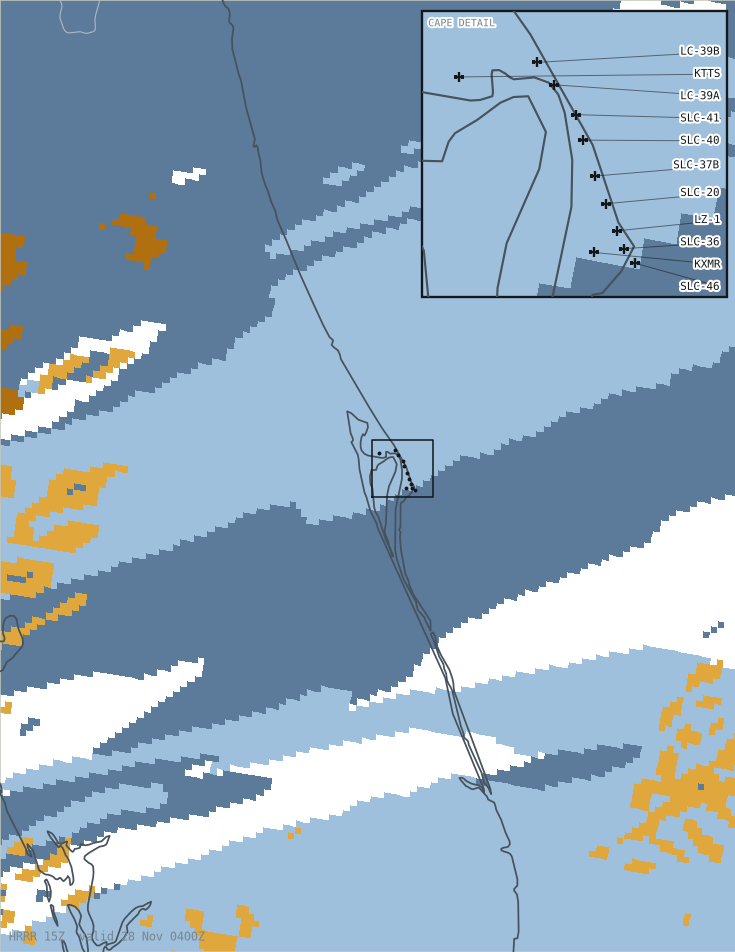 CAPE DETAIL
LC-39B
KTTS
LC-39A
SLC-41
SLC-40
SLC-37B
SLC-20
LZ-1
SLC-36
KXMR
SLC-46
HRRR 15Z  valid 28 Nov 0400Z